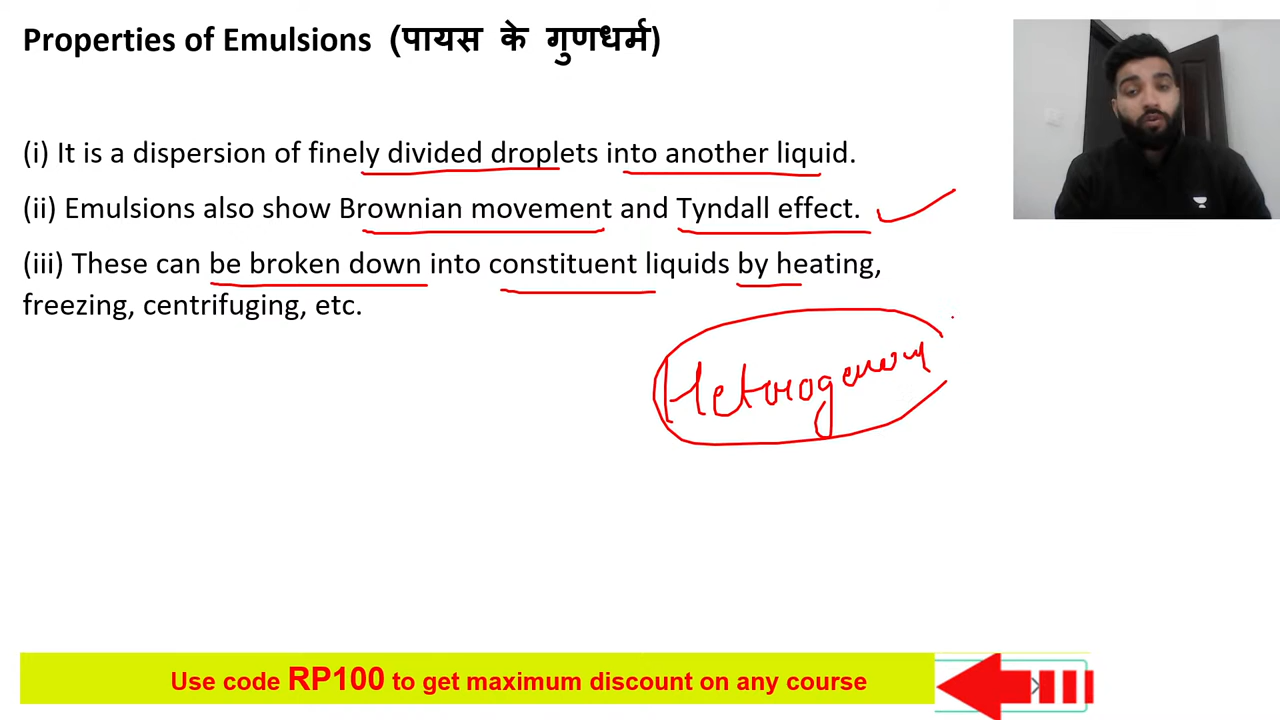 Properties of Emulsions (पायस के गुणधर्म)
(i) It is a dispersion of finely divided droplets into another liquid.
(ii) Emulsions also show Brownian movement and Tyndall effect.
(iii) These can be broken down into constituent liquids by heating,
freezing, centrifuging, etc.
Heterogeneous
Use code RP100 to get maximum discount on any course